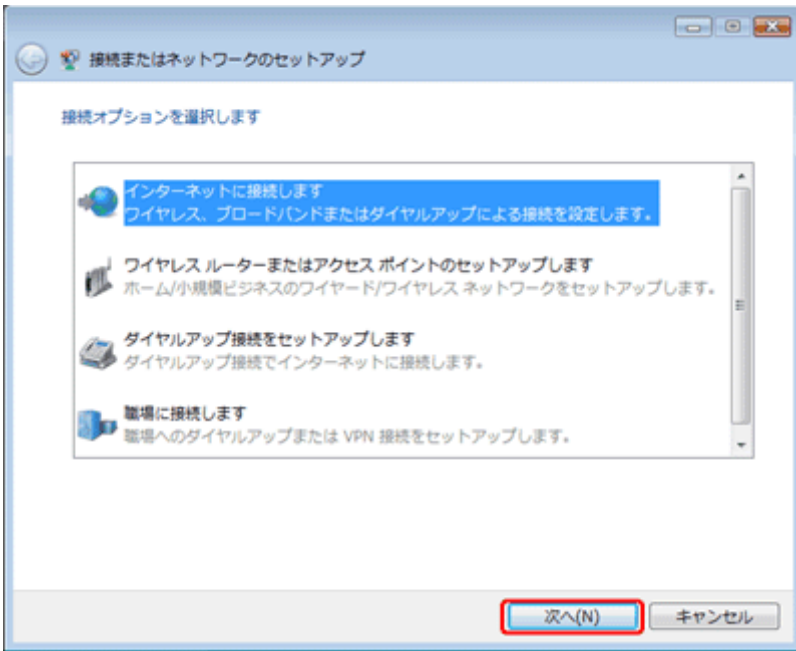 接続またはネットワークのセットアップ
接続オプションを選択します
インターネットに接続します
ワイヤレス、ブロードバンドまたはダイヤルアップによる接続を設定します。
ワイヤレス ルーターまたはアクセス ポイントのセットアップします
ホーム/小規模ビジネスのワイヤード/ワイヤレス ネットワークをセットアップします。
ダイヤルアップ接続をセットアップします
ダイヤルアップ接続でインターネットに接続します。
職場に接続します
職場へのダイヤルアップまたは VPN 接続をセットアップします。
次へ(N)
キャンセル